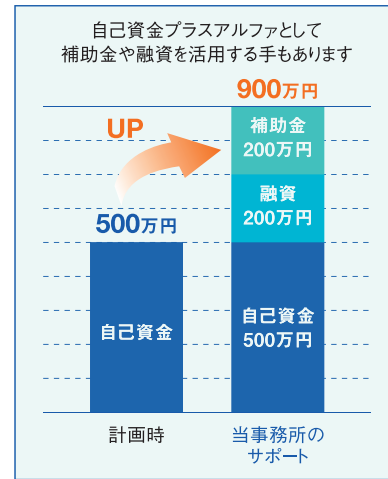 自己資金プラスアルファとして
補助金や融資を活用する手もあります
900万円
UP
補助金
200万円
融資
200万円
500万円
自己資金
自己資金
500万円
計画時
当事務所の
サポート